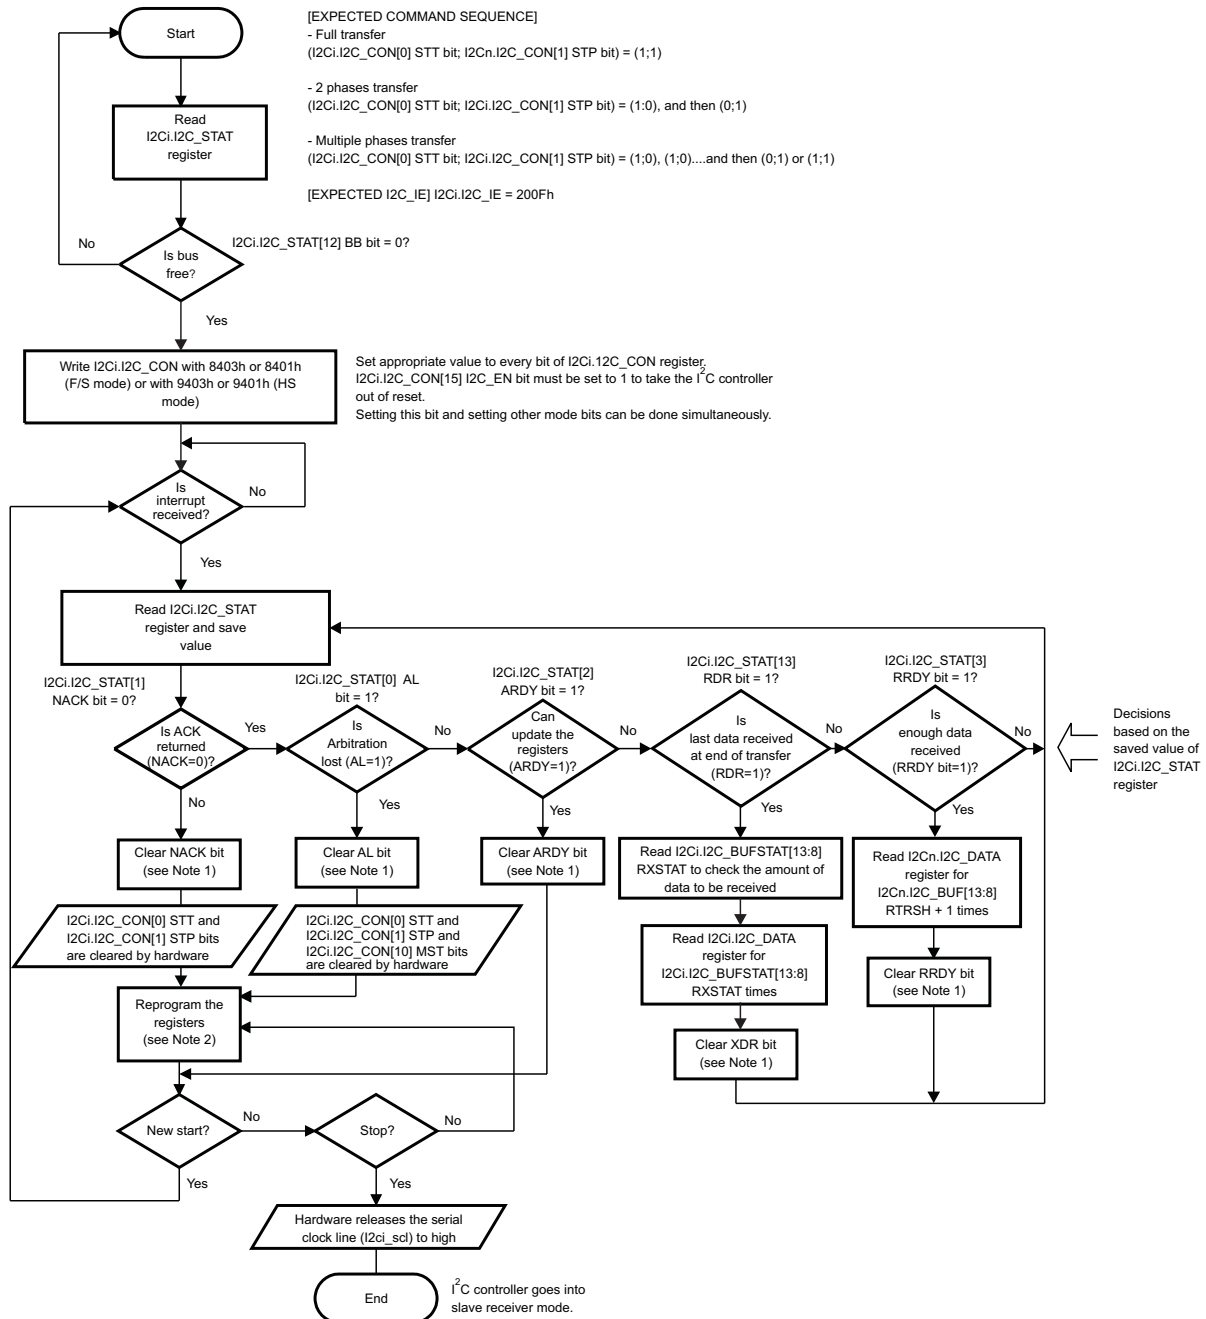 Start
[EXPECTED COMMAND SEQUENCE]
- Full transfer
(I2Ci.I2C_CON[0] STT bit; I2Cn.I2C_CON[1] STP bit) = (1;1)
- 2 phases transfer
(I2Ci.I2C_CON[0] STT bit; I2Ci.I2C_CON[1] STP bit) = (1:0), and then (0;1)
- Multiple phases transfer
(I2Ci.I2C_CON[0] STT bit; I2Ci.I2C_CON[1] STP bit) = (1;0), (1;0)....and then (0;1) or (1;1)
[EXPECTED I2C_IE] I2Ci.I2C_IE = 200Fh
Read
I2Ci.I2C_STAT
register
No
I2Ci.I2C_STAT[12] BB bit = 0?
Is bus
free?
Yes
Write I2Ci.I2C_CON with 8403h or 8401h
(F/S mode) or with 9403h or 9401h (HS
mode)
Set appropriate value to every bit of I2Ci.12C_CON register.
I2Ci.I2C_CON[15] I2C_EN bit must be set to 1 to take the I2C controller
out of reset.
Setting this bit and setting other mode bits can be done simultaneously.
Is
interrupt
received?
No
Yes
Read I2Ci.I2C_STAT
register and save
value
I2Ci.I2C_STAT[1]
NACK bit = 0?
I2Ci.I2C_STAT[0] AL
bit = 1?
I2Ci.I2C_STAT[2]
ARDY bit = 1?
I2Ci.I2C_STAT[13]
RDR bit = 1?
I2Ci.I2C_STAT[3]
RRDY bit = 1?
Is ACK
returned
(NACK=0)?
Yes
Is
Arbitration
lost (AL=1)?
No
Can
update the
registers
(ARDY=1)?
No
Is
last data received
at end of transfer
(RDR=1)?
No
Is
enough data
received
(RRDY bit=1)?
No
Decisions
based on the
saved value of
I2Ci.I2C_STAT
register
No
Yes
Yes
Yes
Yes
Clear NACK bit
(see Note 1)
Clear AL bit
(see Note 1)
Clear ARDY bit
(see Note 1)
Read I2Ci.I2C_BUFSTAT[13:8]
RXSTAT to check the amount of
data to be received
Read I2Cn.I2C_DATA
register for
I2Cn.I2C_BUF[13:8]
RTRSH + 1 times
I2Ci.I2C_CON[0] STT and
I2Ci.I2C_CON[1] STP bits
are cleared by hardware
I2Ci.I2C_CON[0] STT and
I2Ci.I2C_CON[1] STP and
I2Ci.I2C_CON[10] MST bits
are cleared by hardware
Read I2Ci.I2C_DATA
register for
I2Ci.I2C_BUFSTAT[13:8]
RXSTAT times
Clear RRDY bit
(see Note 1)
Reprogram the
registers
(see Note 2)
Clear XDR bit
(see Note 1)
New start?
No
Stop?
No
Yes
Yes
Hardware releases the serial
clock line (I2ci_scl) to high
End
I2C controller goes into
slave receiver mode.